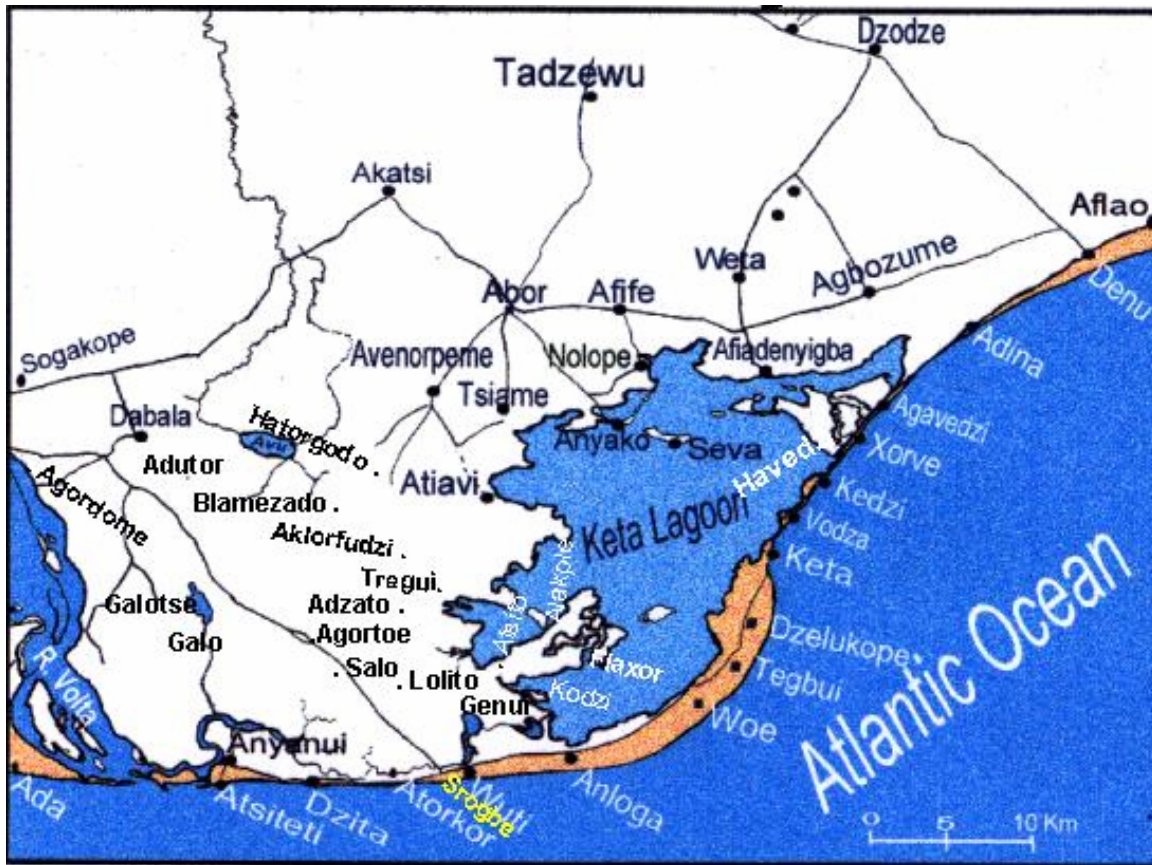 Dzodze
Tadzewu
Akatsi
Aflao
Weta
Agbozume
Denu
Abor
Afife
Sogakope
Avenorpeme
Nolope
Afiadenyigba
Adina
Tsiame
Hatorgodo
Dabala
Avu
Anyako
Seva
Agavedzi
Xorve
Havedzi
Adutor
Agordome
Blamezado
Atiavi
Keta Lagoon
Kedzi
Vodza
Aklorfudzi
Keta
Tregui
Galotse
Adzato
Galo
Agortoe
Dzelukope
Salo
Lolito
Kodzi
Tegbui
Genui
Woe
R. Volta
Atlantic Ocean
Anyanui
Ada
Atsiteti
Dzita
Atorkor
Srogbe
Wuti
Anloga
0 5 10 Km